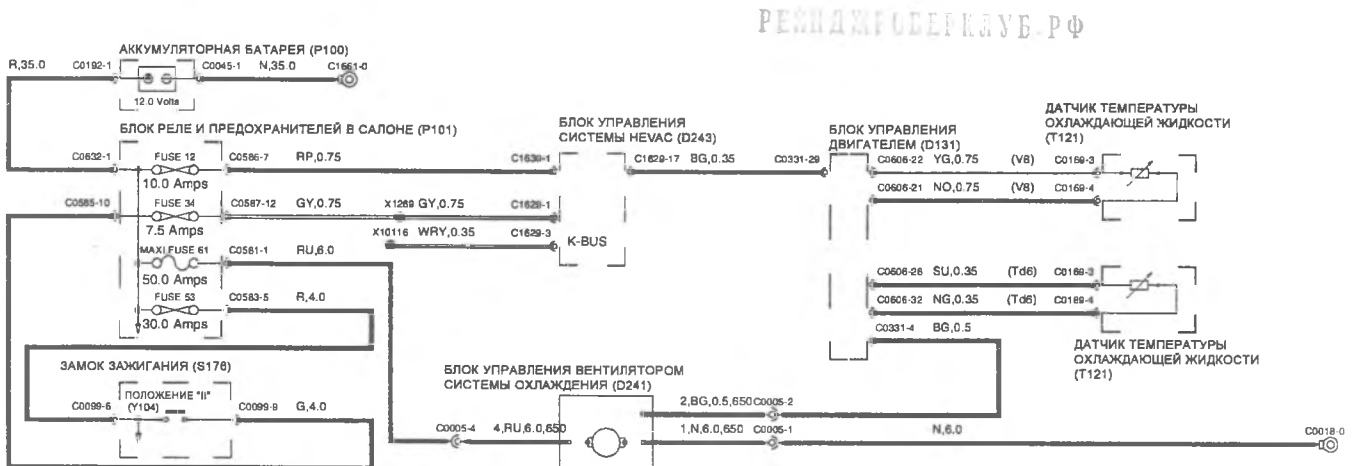 РЕЙНДЖРОВЕРКЛУБ.РФ
АККУМУЛЯТОРНАЯ БАТАРЕЯ (P100)
R,35.0 C0192-1 C0045-1 N,35.0 C1661-0
12.0 Volts
БЛОК РЕЛЕ И ПРЕДОХРАНИТЕЛЕЙ В САЛОНЕ (P101)
БЛОК УПРАВЛЕНИЯ
СИСТЕМЫ HEVAC (D243)
БЛОК УПРАВЛЕНИЯ
ДВИГАТЕЛЕМ (D131)
ДАТЧИК ТЕМПЕРАТУРЫ
ОХЛАЖДАЮЩЕЙ ЖИДКОСТИ
(T121)
C0632-1 FUSE 12 C0586-7 RP,0.75 C1630-1 C1629-17 BG,0.35 C0331-29 C0606-22 YG,0.75 (V8) C0169-3
10.0 Amps
C0606-21 NO,0.75 (V8) C0169-4
C0585-10 FUSE 34 C0587-12 GY,0.75 X1269 GY,0.75 C1629-1
7.5 Amps
X10116 WRY,0.35 C1629-3 K-BUS
MAXI FUSE 61 C0581-1 RU,6.0
50.0 Amps
C0606-26 SU,0.35 (Td6) C0169-3
FUSE 53 C0583-5 R,4.0
30.0 Amps
C0606-32 NG,0.35 (Td6) C0169-4
C0331-4 BG,0.5
ДАТЧИК ТЕМПЕРАТУРЫ
ОХЛАЖДАЮЩЕЙ ЖИДКОСТИ
(T121)
ЗАМОК ЗАЖИГАНИЯ (S176)
БЛОК УПРАВЛЕНИЯ ВЕНТИЛЯТОРОМ
СИСТЕМЫ ОХЛАЖДЕНИЯ (D241)
ПОЛОЖЕНИЕ "II"
C0099-6 (Y104) C0099-9 G,4.0
2,BG,0.5,650 C0005-2
C0005-4 4,RU,6.0,650 1,N,6.0,650 C0005-1 N,6.0 C0018-0